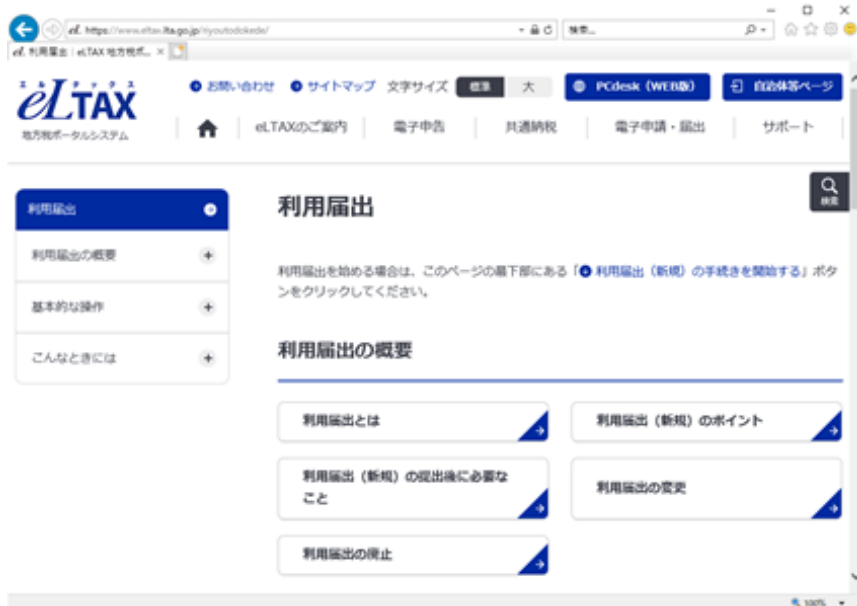 https://www.eltax.lta.go.jp/riyoutodokede/
検索...
利用届出 | eLTAX 地方税ポ...
エルタックス
eLTAX
地方税ポータルシステム
お問い合わせ サイトマップ 文字サイズ 標準 大 PCdesk（WEB版） 自治体等ページ
eLTAXのご案内 電子申告 共通納税 電子申請・届出 サポート
検索
利用届出
利用届出の概要
基本的な操作
こんなときには
利用届出
利用届出を始める場合は、このページの最下部にある「利用届出（新規）の手続きを開始する」ボタ
ンをクリックしてください。
利用届出の概要
利用届出とは
利用届出（新規）のポイント
利用届出（新規）の提出後に必要な
こと
利用届出の変更
利用届出の廃止
100%